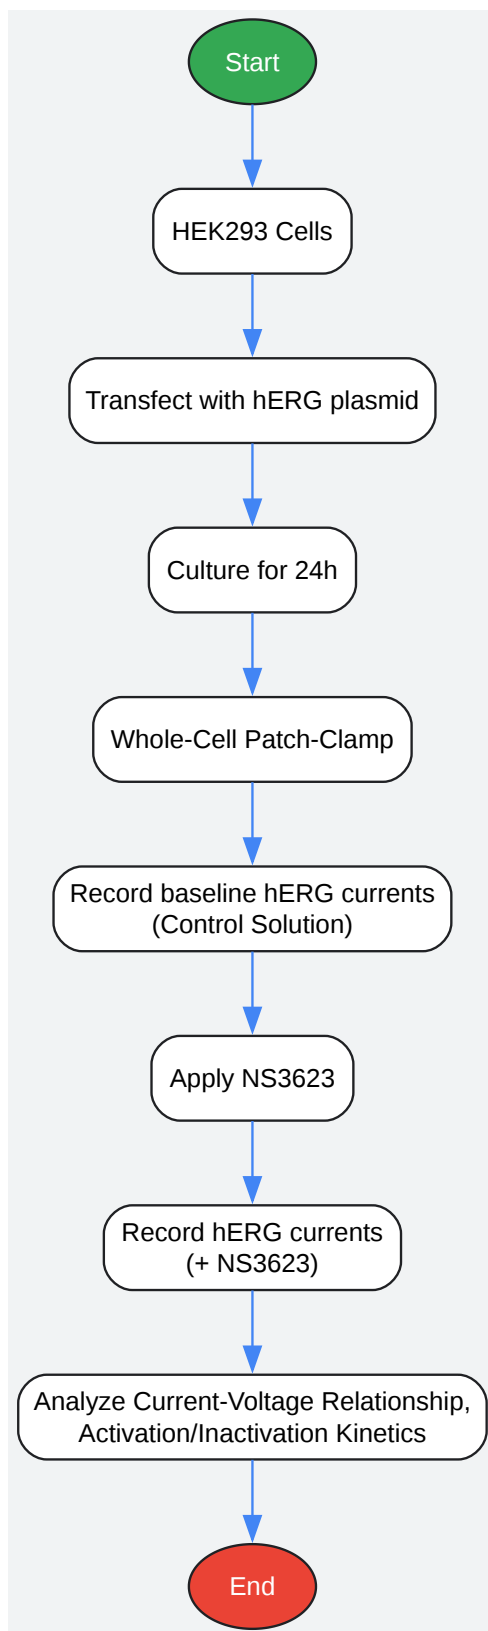 Start
HEK293 Cells
Transfect with hERG plasmid
Culture for 24h
Whole-Cell Patch-Clamp
Record baseline hERG currents
(Control Solution)
Apply NS3623
Record hERG currents
(+ NS3623)
Analyze Current-Voltage Relationship,
Activation/Inactivation Kinetics
End